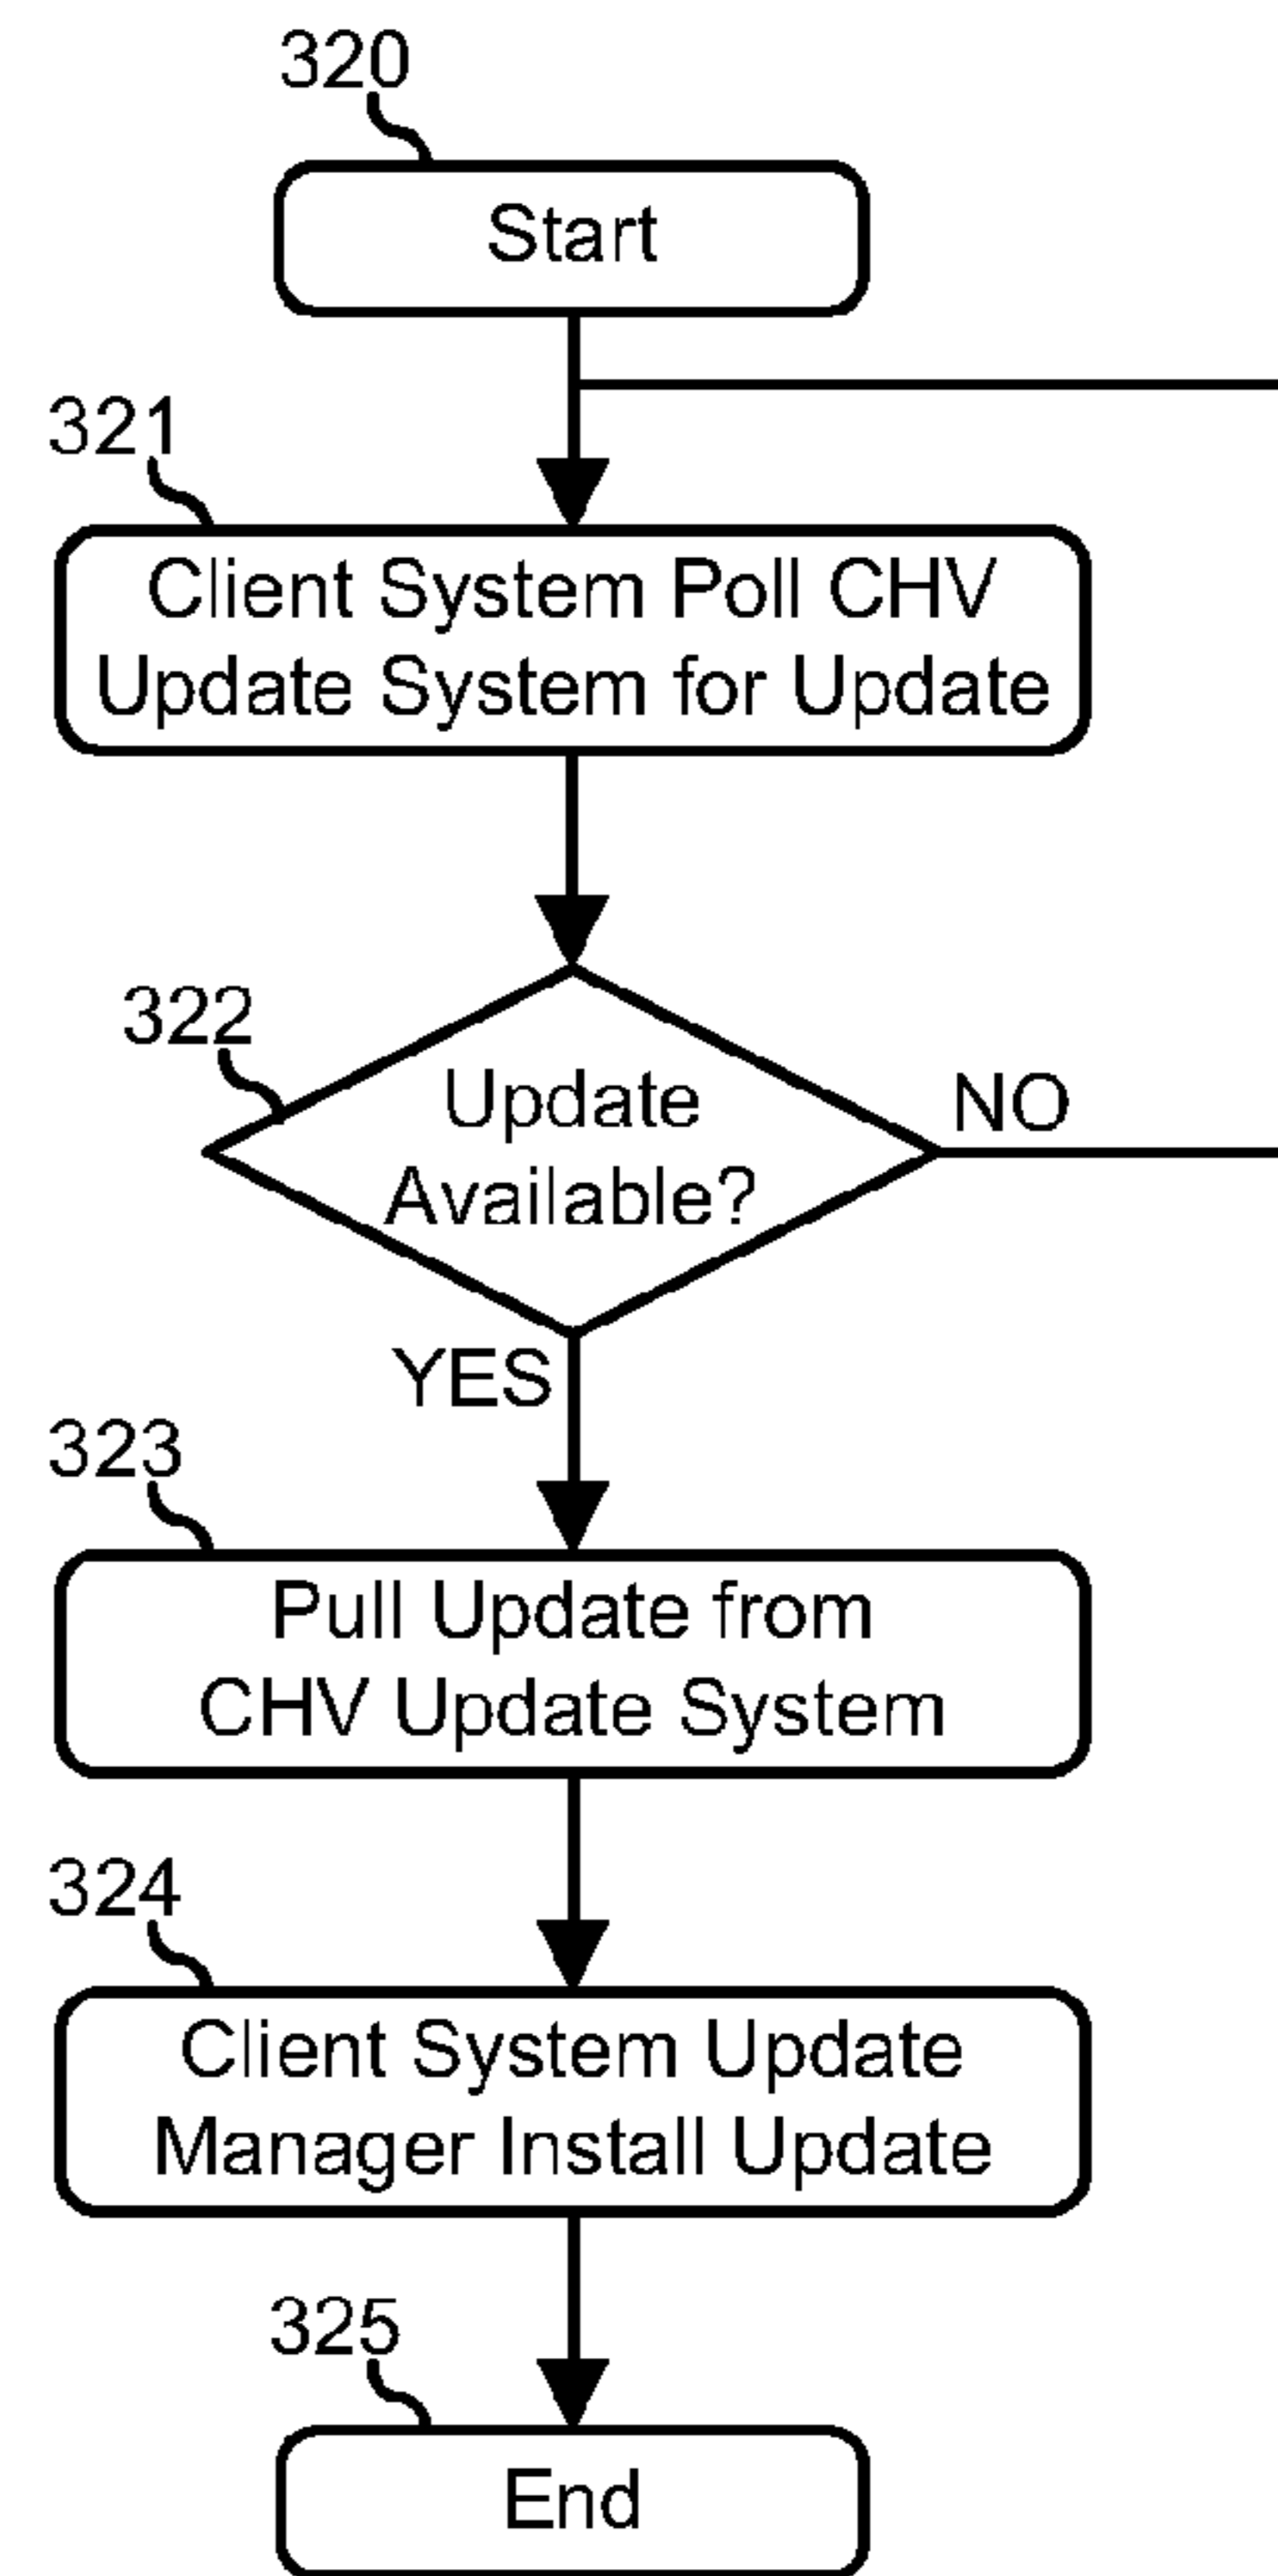 320
Start
321
Client System Poll CHV
Update System for Update
322
Update
Available?
NO
YES
323
Pull Update from
CHV Update System
324
Client System Update
Manager Install Update
325
End